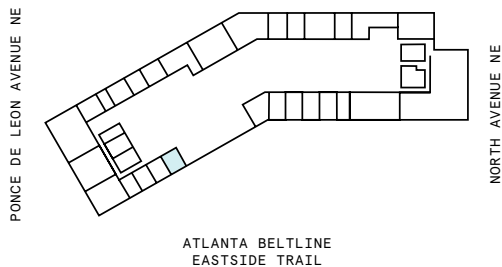 PONCE DE LEON AVENUE NE
NORTH AVENUE NE
ATLANTA BELTLINE
EASTSIDE TRAIL